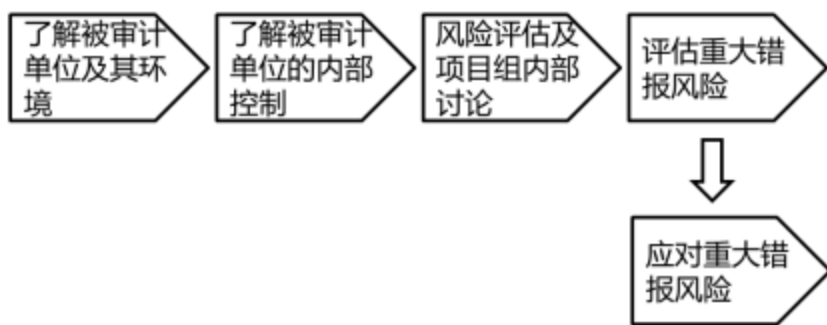 了解被审计
单位及其环
境
了解被审计
单位的内部
控制
风险评估及
项目组内部
讨论
评估重大错
报风险
应对重大错
报风险